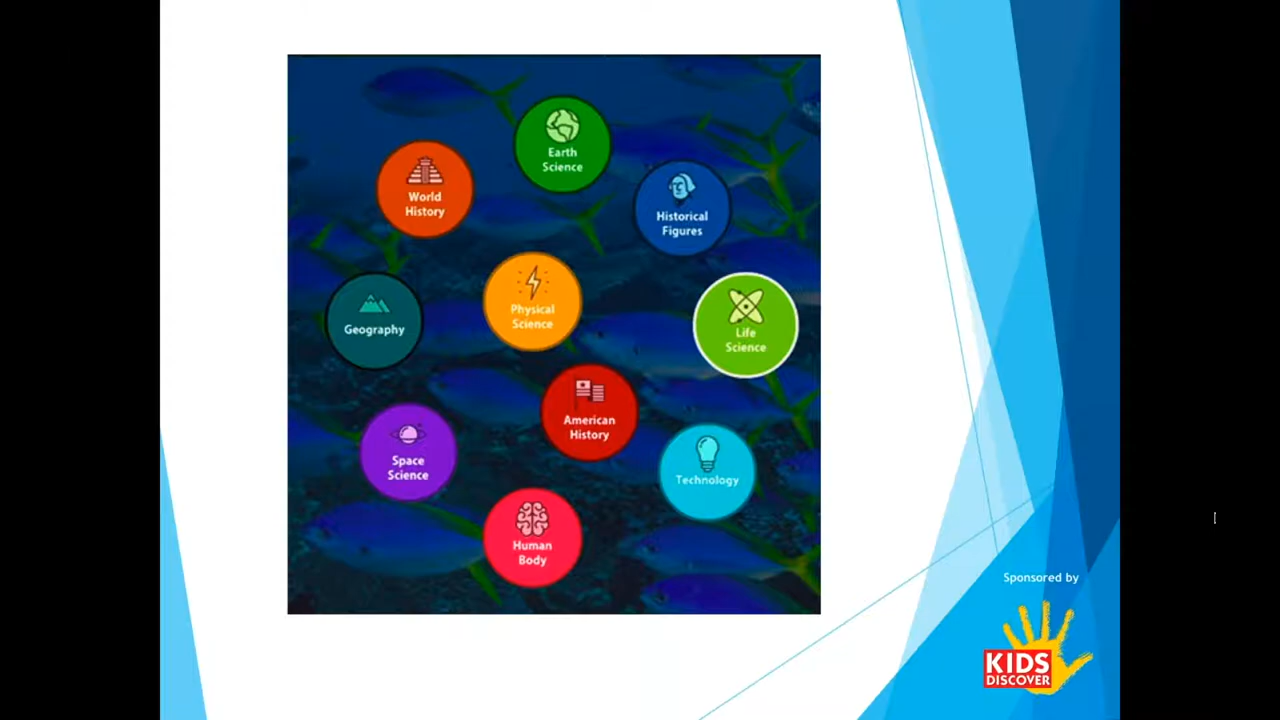 Earth
Science
World
History
Historical
Figures
Physical
Science
Geography
Life
Science
American
History
Space
Science
Technology
Human
Body
Sponsored by
KIDS
DISCOVER